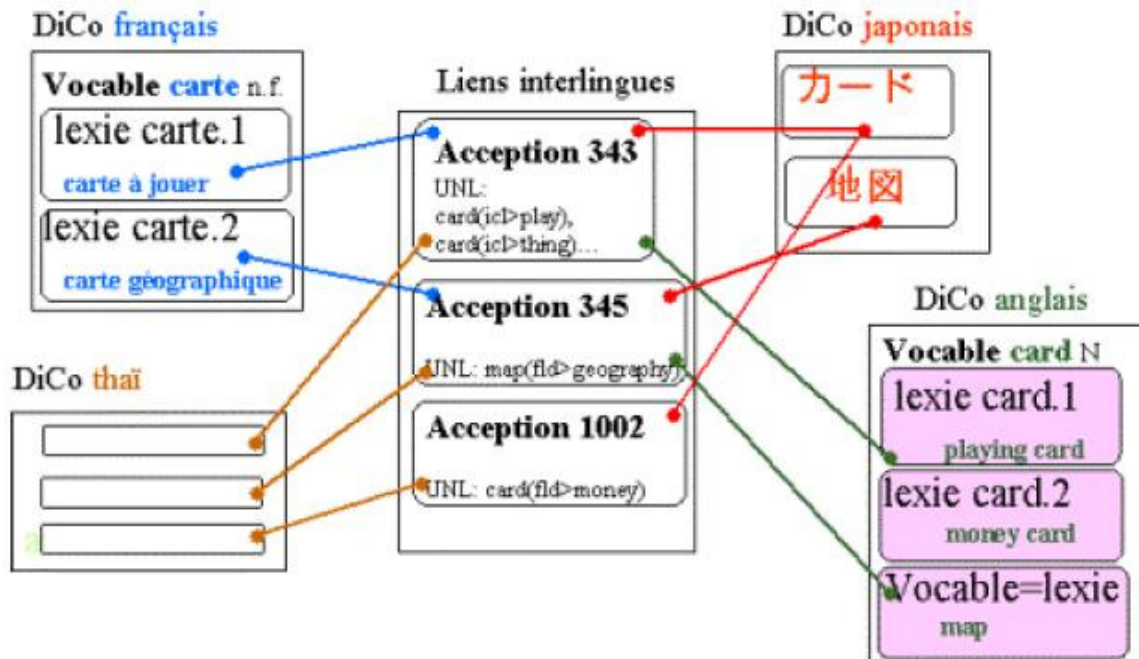 DiCo français
Vocable carte n.f.
lexie carte.1
carte à jouer
lexie carte.2
carte géographique
DiCo thaï
a
Liens interlingues
Acception 343
UNL:
card(icl>play),
card(icl>thing)...
Acception 345
UNL: map(fld>geography))
Acception 1002
UNL: card(fld>money)
DiCo japonais
カード
地図
DiCo anglais
Vocable card N
lexie card.1
playing card
lexie card.2
money card
Vocable=lexie
map